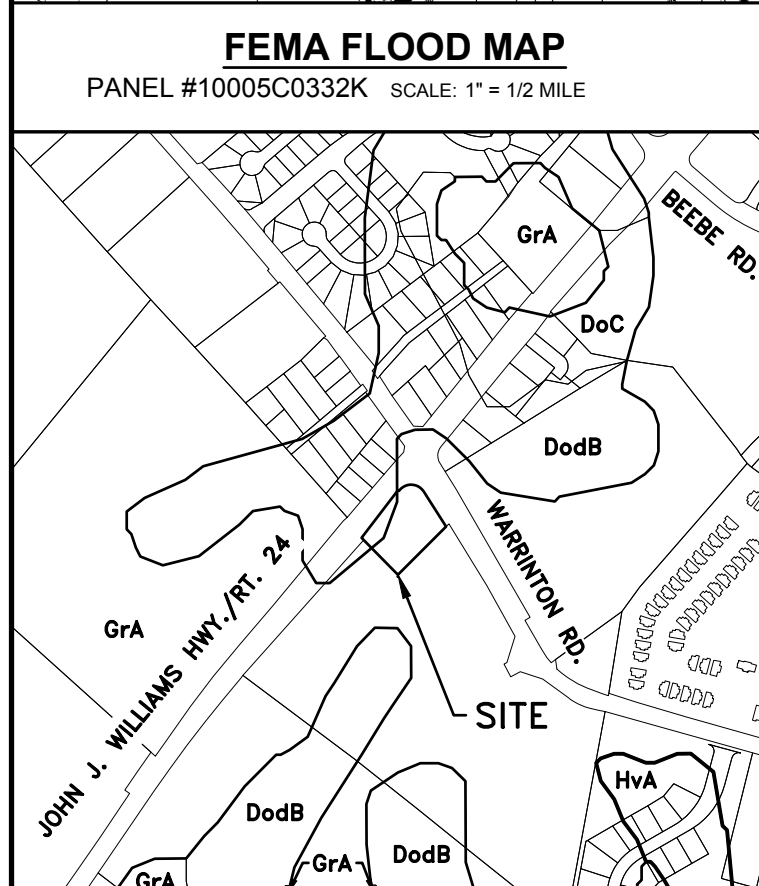 FEMA FLOOD MAP
PANEL #10005C0332K SCALE: 1" = 1/2 MILE
BEEBE RD.
GrA
DoC
DodB
WARRINTON RD.
JOHN J. WILLIAMS HWY./RT. 24
GrA
SITE
HvA
DodB
DodB
GrA
GrA